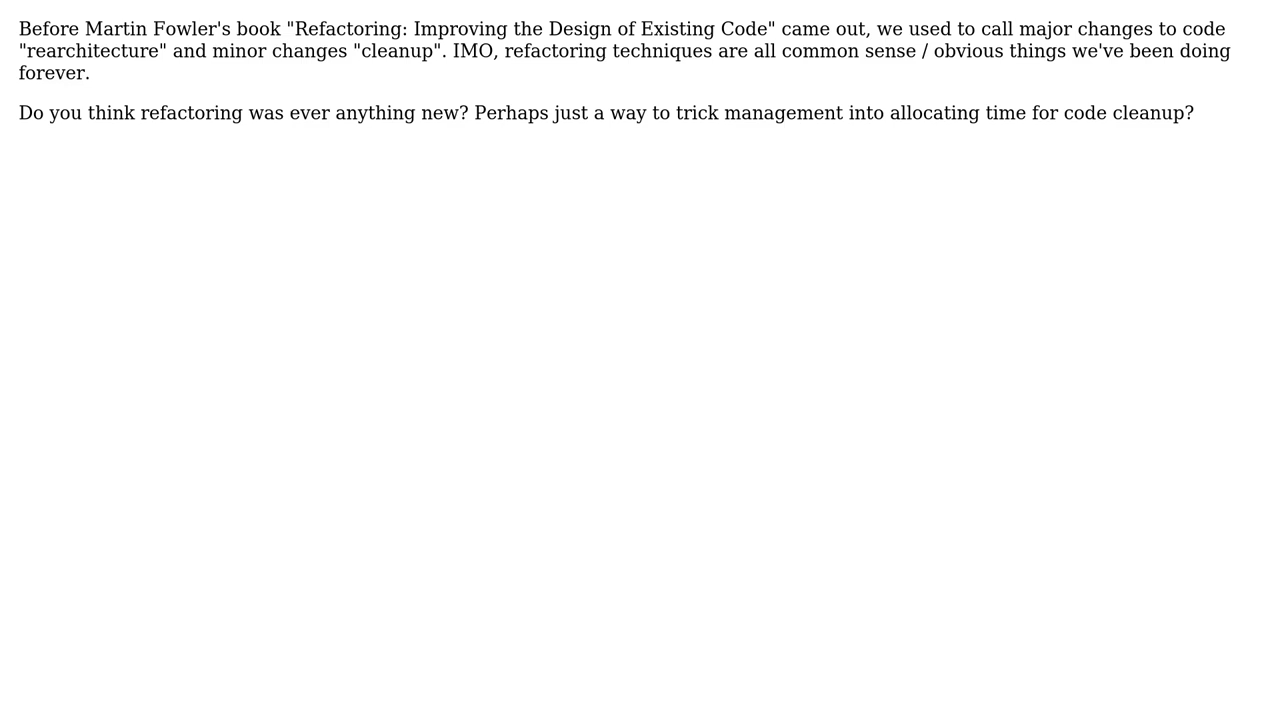 Before Martin Fowler's book "Refactoring: Improving the Design of Existing Code" came out, we used to call major changes to code
"rearchitecture" and minor changes "cleanup". IMO, refactoring techniques are all common sense / obvious things we've been doing
forever.
Do you think refactoring was ever anything new? Perhaps just a way to trick management into allocating time for code cleanup?